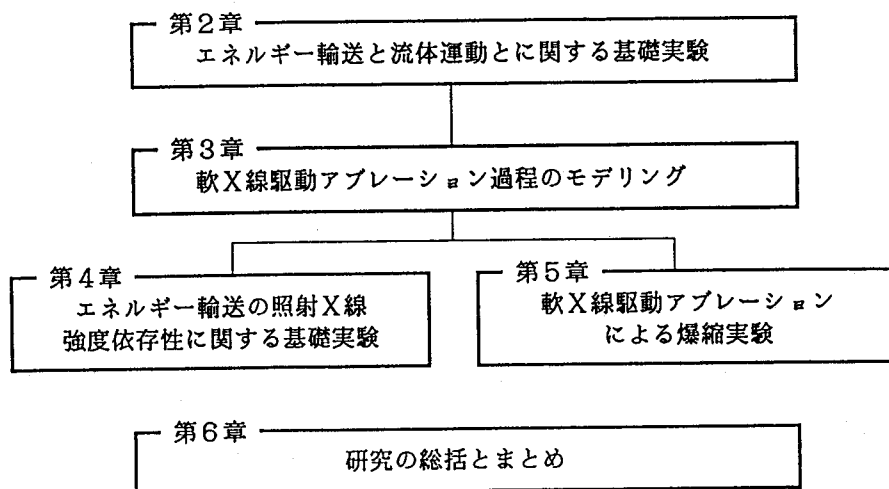 第2章
エネルギー輸送と流体運動とに関する基礎実験
第3章
軟X線駆動アブレーション過程のモデリング
第4章
エネルギー輸送の照射X線
強度依存性に関する基礎実験
第5章
軟X線駆動アブレーション
による爆縮実験
第6章
研究の総括とまとめ